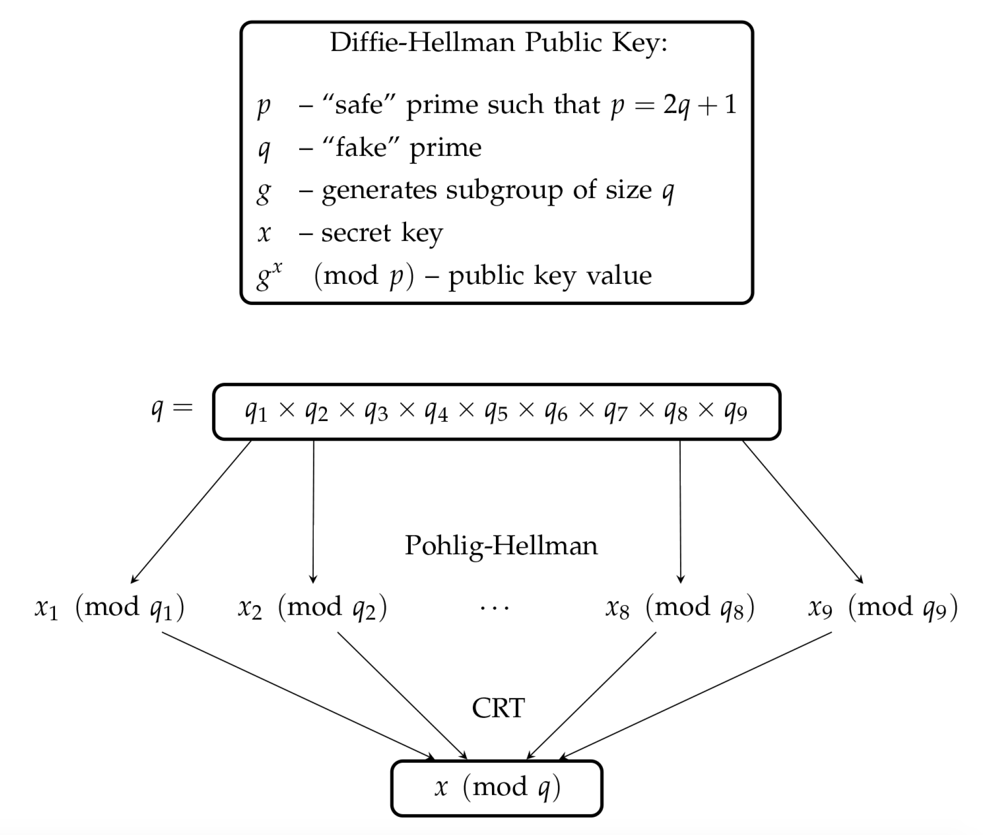 Diffie-Hellman Public Key:
p – “safe” prime such that p = 2q + 1
q – “fake” prime
g – generates subgroup of size q
x – secret key
gˣ (mod p) – public key value
q = q₁ × q₂ × q₃ × q₄ × q₅ × q₆ × q₇ × q₈ × q₉
Pohlig-Hellman
x₁ (mod q₁) x₂ (mod q₂) ⋯ x₈ (mod q₈) x₉ (mod q₉)
CRT
x (mod q)